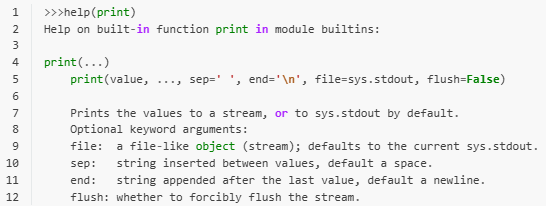 1 >>>help(print)
2 Help on built-in function print in module builtins:
3
4 print(...)
5     print(value, ..., sep=' ', end='\n', file=sys.stdout, flush=False)
6
7     Prints the values to a stream, or to sys.stdout by default.
8     Optional keyword arguments:
9     file:  a file-like object (stream); defaults to the current sys.stdout.
10     sep:   string inserted between values, default a space.
11     end:   string appended after the last value, default a newline.
12     flush: whether to forcibly flush the stream.